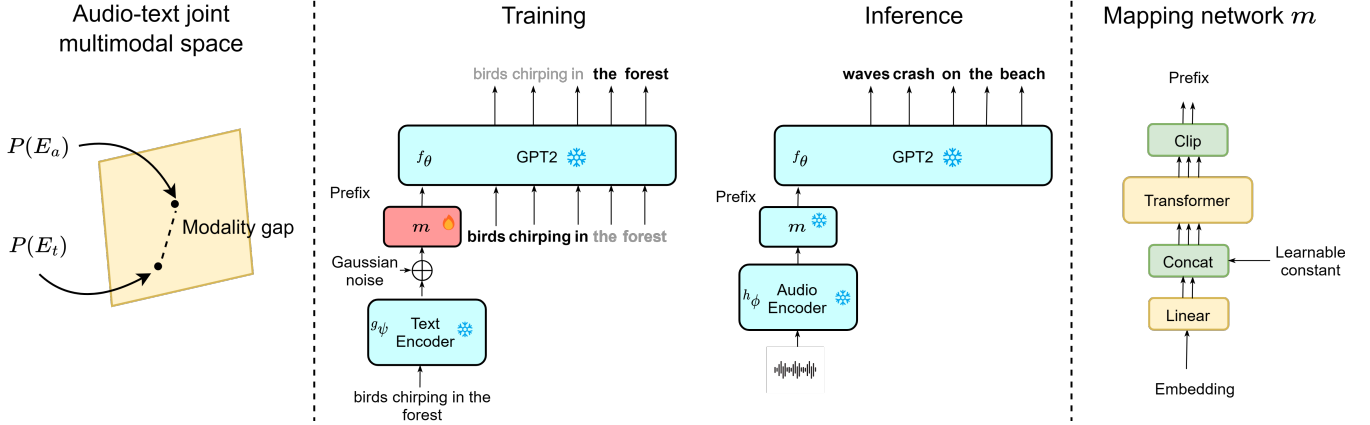 Audio-text joint
multimodal space
P(E_a)
P(E_t)
Modality gap
Training
birds chirping in the forest
f_θ GPT2
Prefix
m
birds chirping in the forest
Gaussian
noise
g_ψ Text
Encoder
birds chirping in the
forest
Inference
waves crash on the beach
f_θ GPT2
Prefix
m
h_ϕ Audio
Encoder
Mapping network m
Prefix
Clip
Transformer
Concat
Learnable
constant
Linear
Embedding